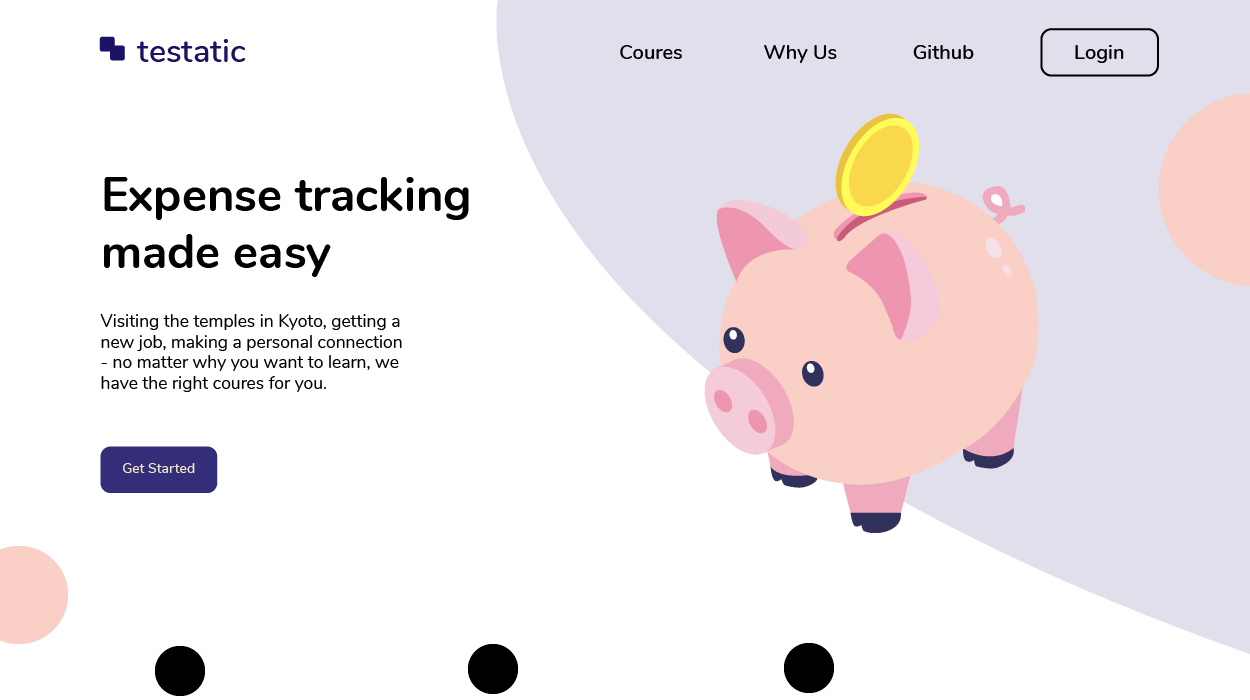 testatic
Coures
Why Us
Github
Login
Expense tracking
made easy
Visiting the temples in Kyoto, getting a
new job, making a personal connection
- no matter why you want to learn, we
have the right coures for you.
Get Started